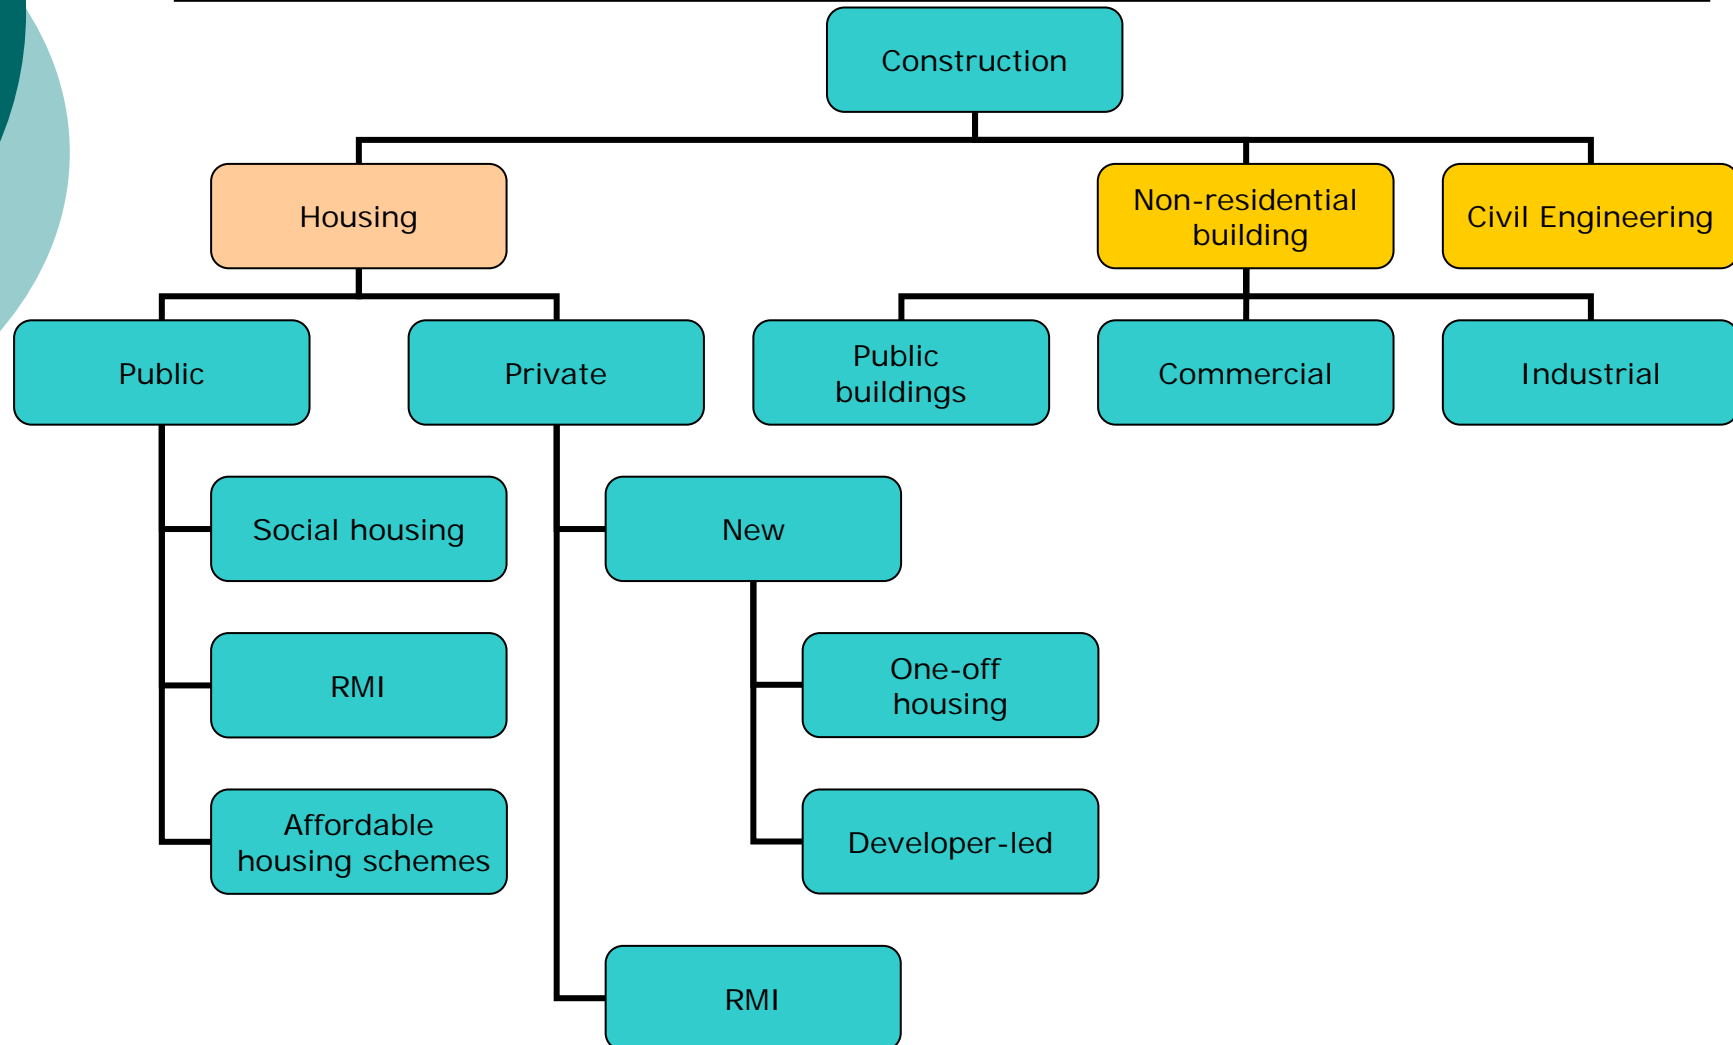 Construction
Housing
Non-residential
building
Civil Engineering
Public
Private
Public
buildings
Commercial
Industrial
Social housing
New
RMI
One-off
housing
Affordable
housing schemes
Developer-led
RMI